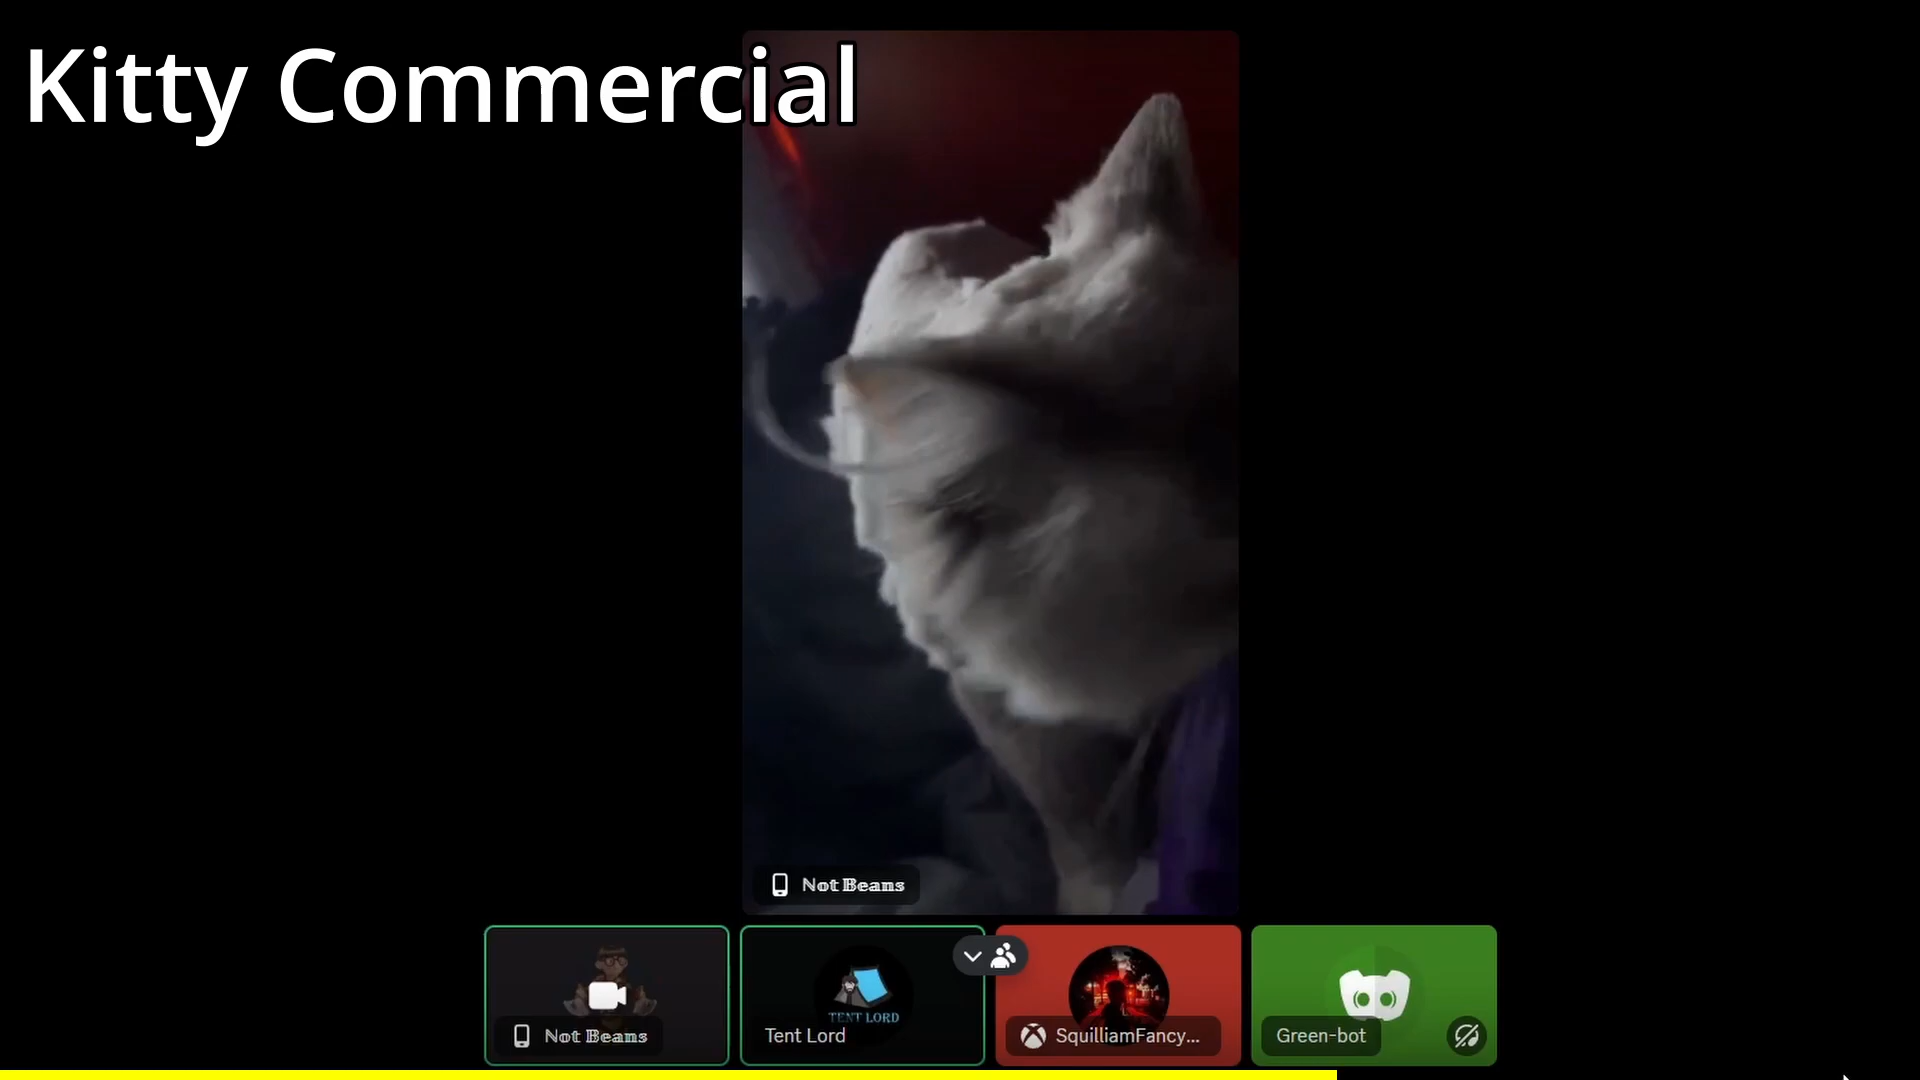 Kitty Commercial
Not Beans
Not Beans
TENT LORD
Tent Lord
SquilliamFancy...
Green-bot